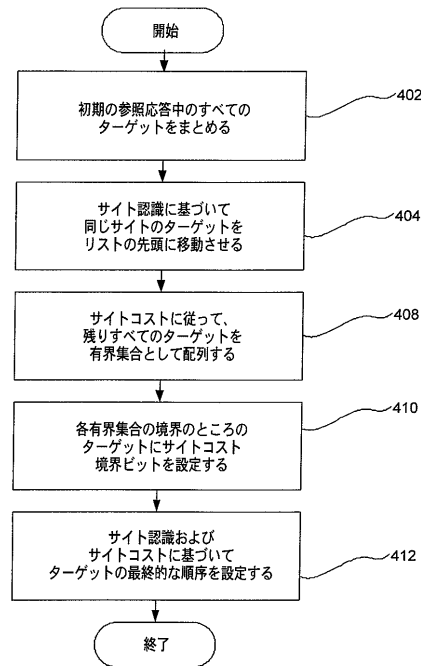 開始
初期の参照応答中のすべての
ターゲットをまとめる
402
サイト認識に基づいて
同じサイトのターゲットを
リストの先頭に移動させる
404
サイトコストに従って、
残りすべてのターゲットを
有界集合として配列する
408
各有界集合の境界のところの
ターゲットにサイトコスト
境界ビットを設定する
410
サイト認識および
サイトコストに基づいて
ターゲットの最終的な順序を設定する
412
終了